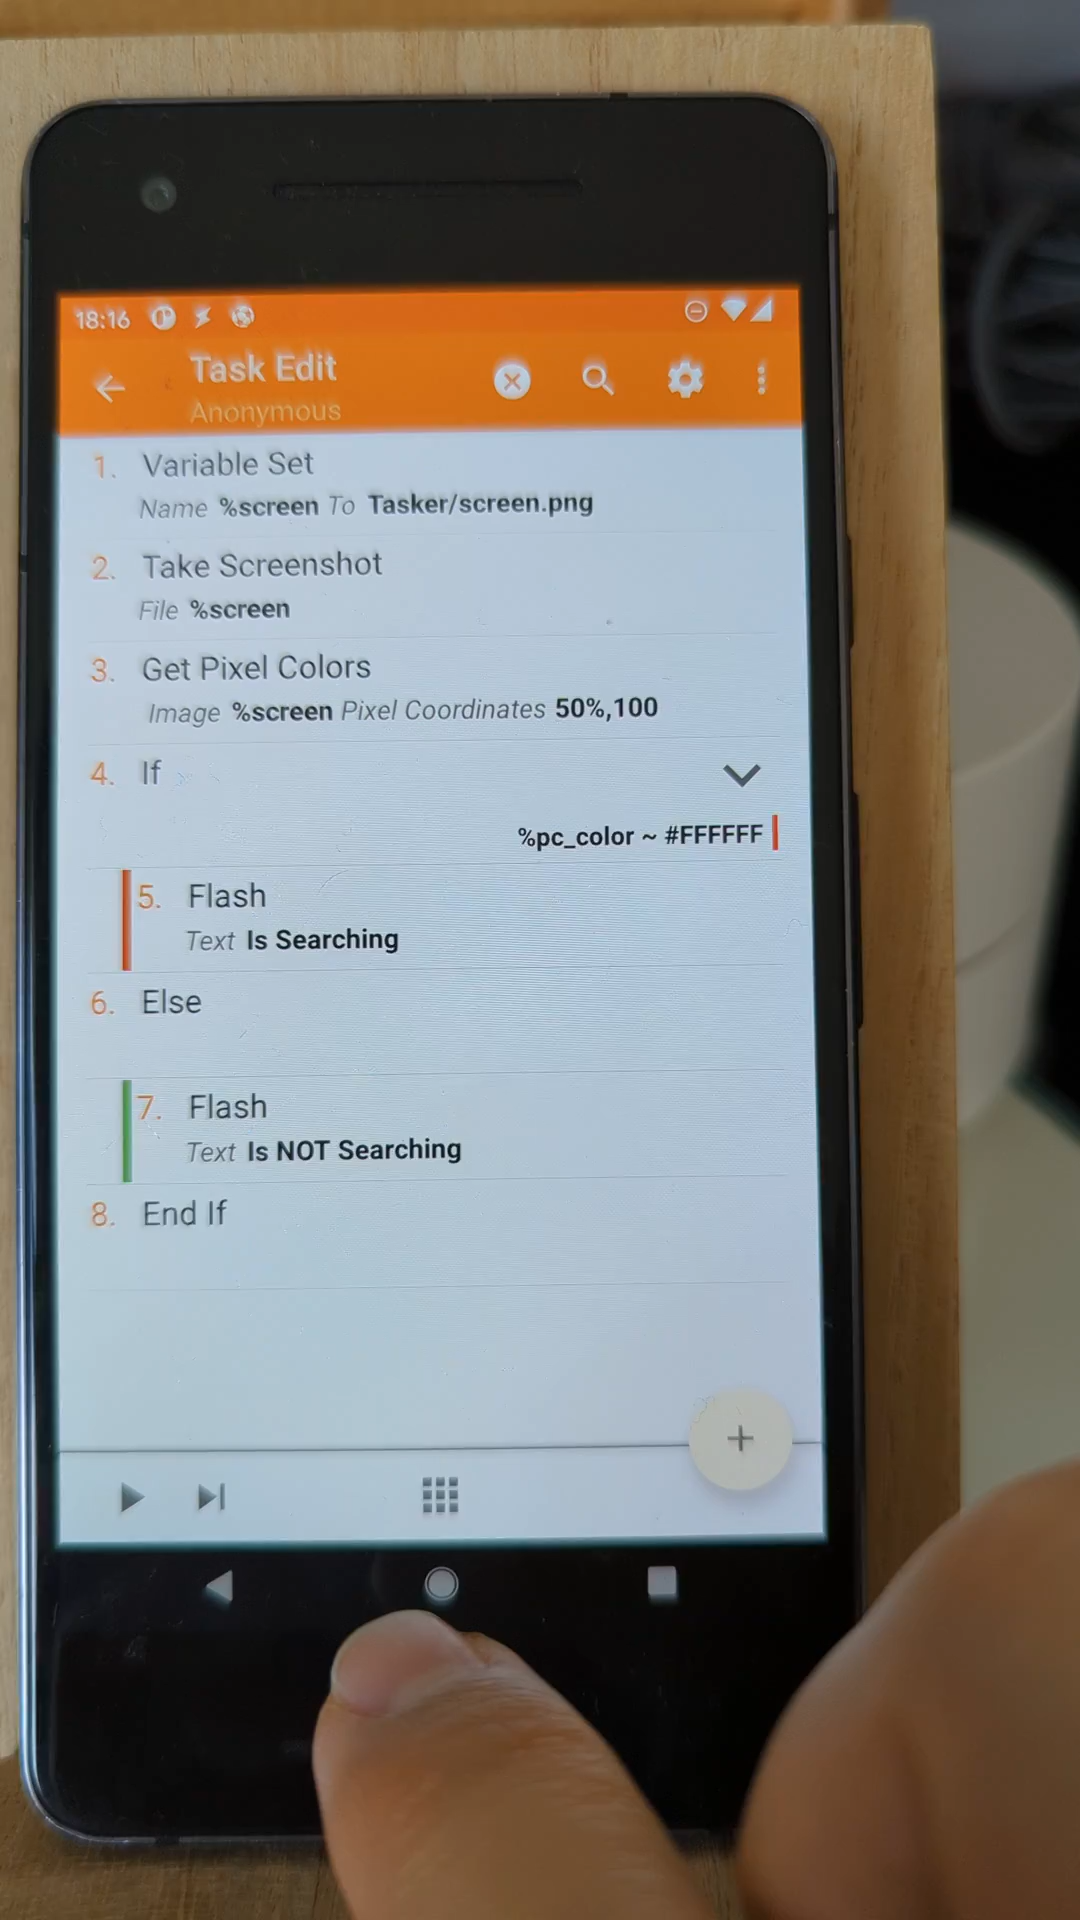 18:16
Task Edit
Anonymous
1. Variable Set
Name %screen To Tasker/screen.png
2. Take Screenshot
File %screen
3. Get Pixel Colors
Image %screen Pixel Coordinates 50%,100
4. If
%pc_color ~ #FFFFFF
5. Flash
Text Is Searching
6. Else
7. Flash
Text Is NOT Searching
8. End If